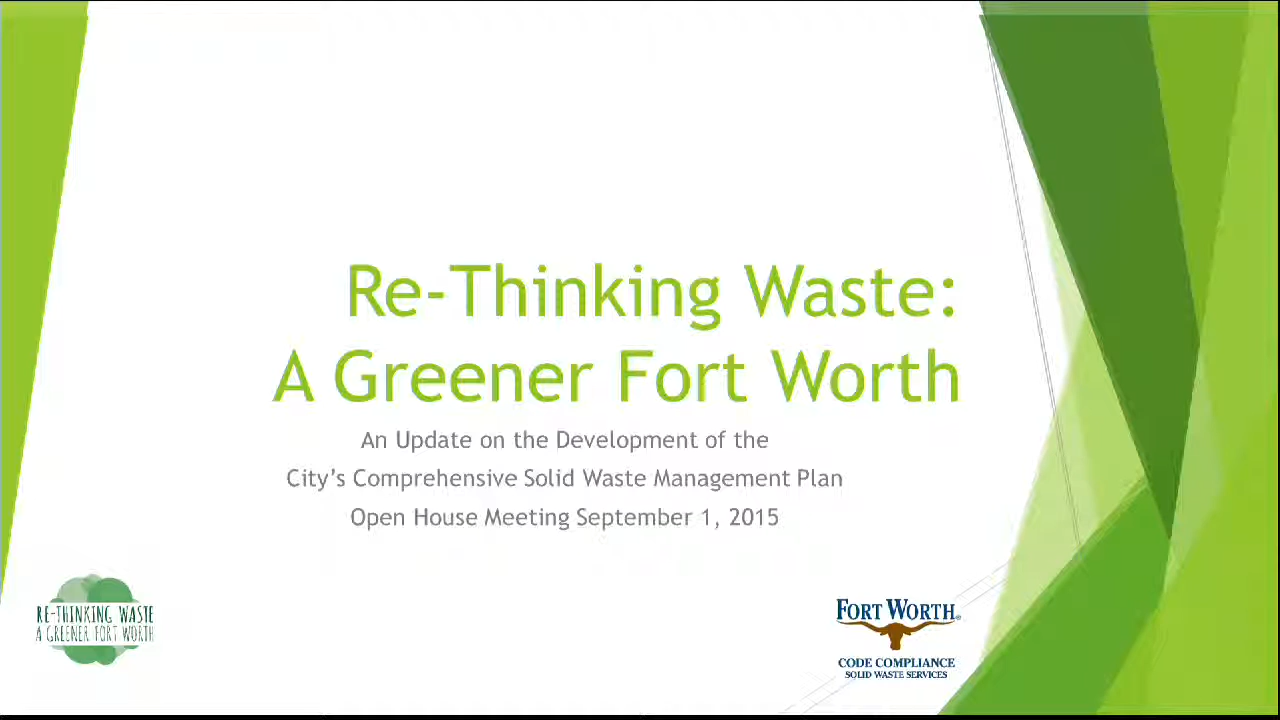 Re-Thinking Waste:
A Greener Fort Worth
An Update on the Development of the
City's Comprehensive Solid Waste Management Plan
Open House Meeting September 1, 2015
RE-THINKING WASTE
A GREENER FORT WORTH
FORT WORTH®
CODE COMPLIANCE
SOLID WASTE SERVICES